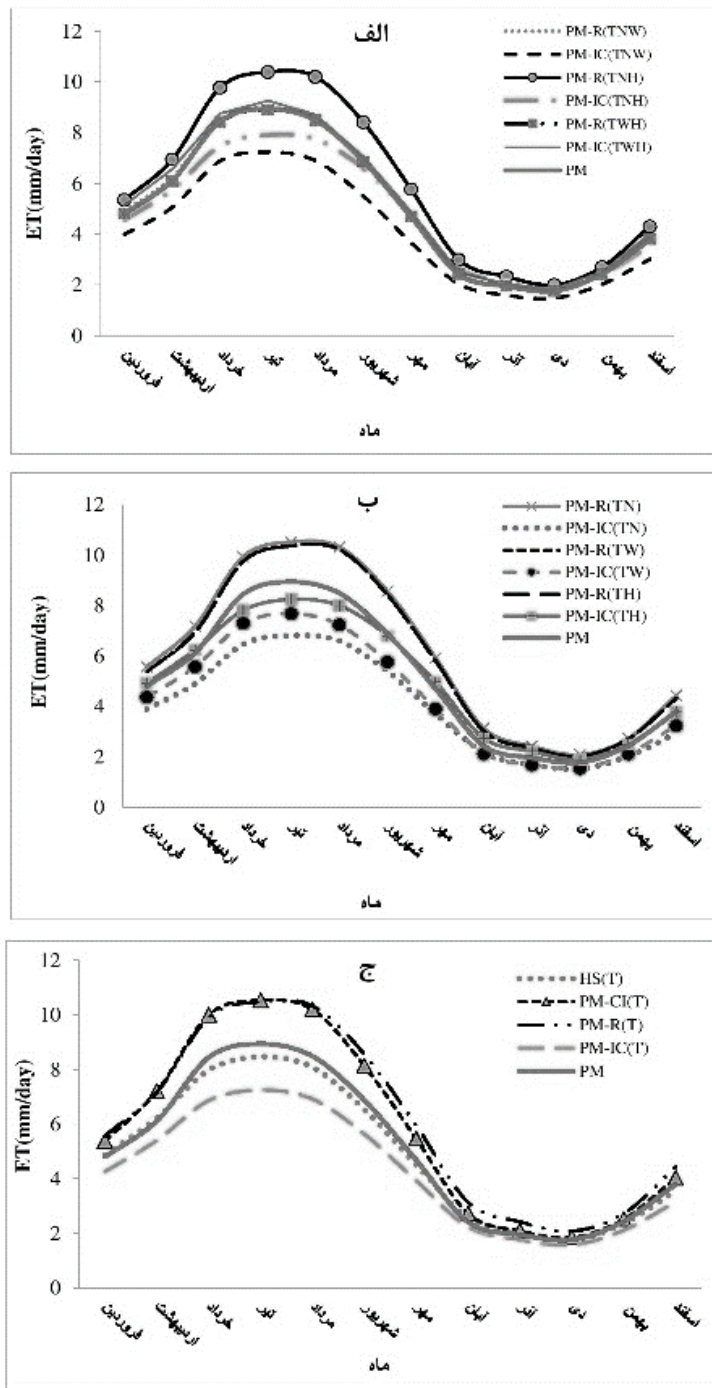 الف
12
10
8
6
4
2
0
ET(mm/day)
PM-R(TNW)
PM-IC(TNW)
PM-R(TNH)
PM-IC(TNH)
PM-R(TWH)
PM-IC(TWH)
PM
فروردین
اردیبهشت
خرداد
تیر
مرداد
شهریور
مهر
آبان
آذر
دی
بهمن
اسفند
ماه
ب
12
10
8
6
4
2
0
ET(mm/day)
PM-R(TN)
PM-IC(TN)
PM-R(TW)
PM-IC(TW)
PM-R(TH)
PM-IC(TH)
PM
فروردین
اردیبهشت
خرداد
تیر
مرداد
شهریور
مهر
آبان
آذر
دی
بهمن
اسفند
ماه
ج
12
10
8
6
4
2
0
ET(mm/day)
HS(T)
PM-CI(T)
PM-R(T)
PM-IC(T)
PM
فروردین
اردیبهشت
خرداد
تیر
مرداد
شهریور
مهر
آبان
آذر
دی
بهمن
اسفند
ماه